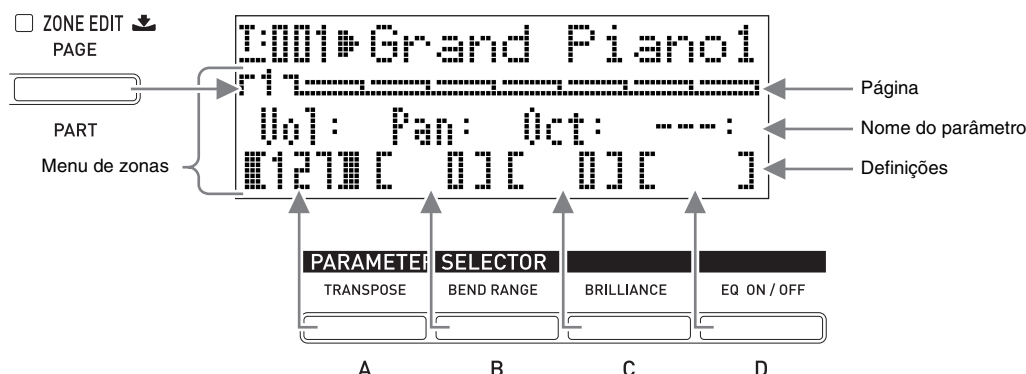 ZONE EDIT
PAGE
PART
Menu de zonas
I:001 Grand Piano1
1
Vol: Pan: Oct: ---:
[127] [ 0] [ 0] [ ]
Página
Nome do parâmetro
Definições
PARAMETER SELECTOR
TRANSPOSE BEND RANGE BRILLIANCE EQ ON / OFF
A B C D